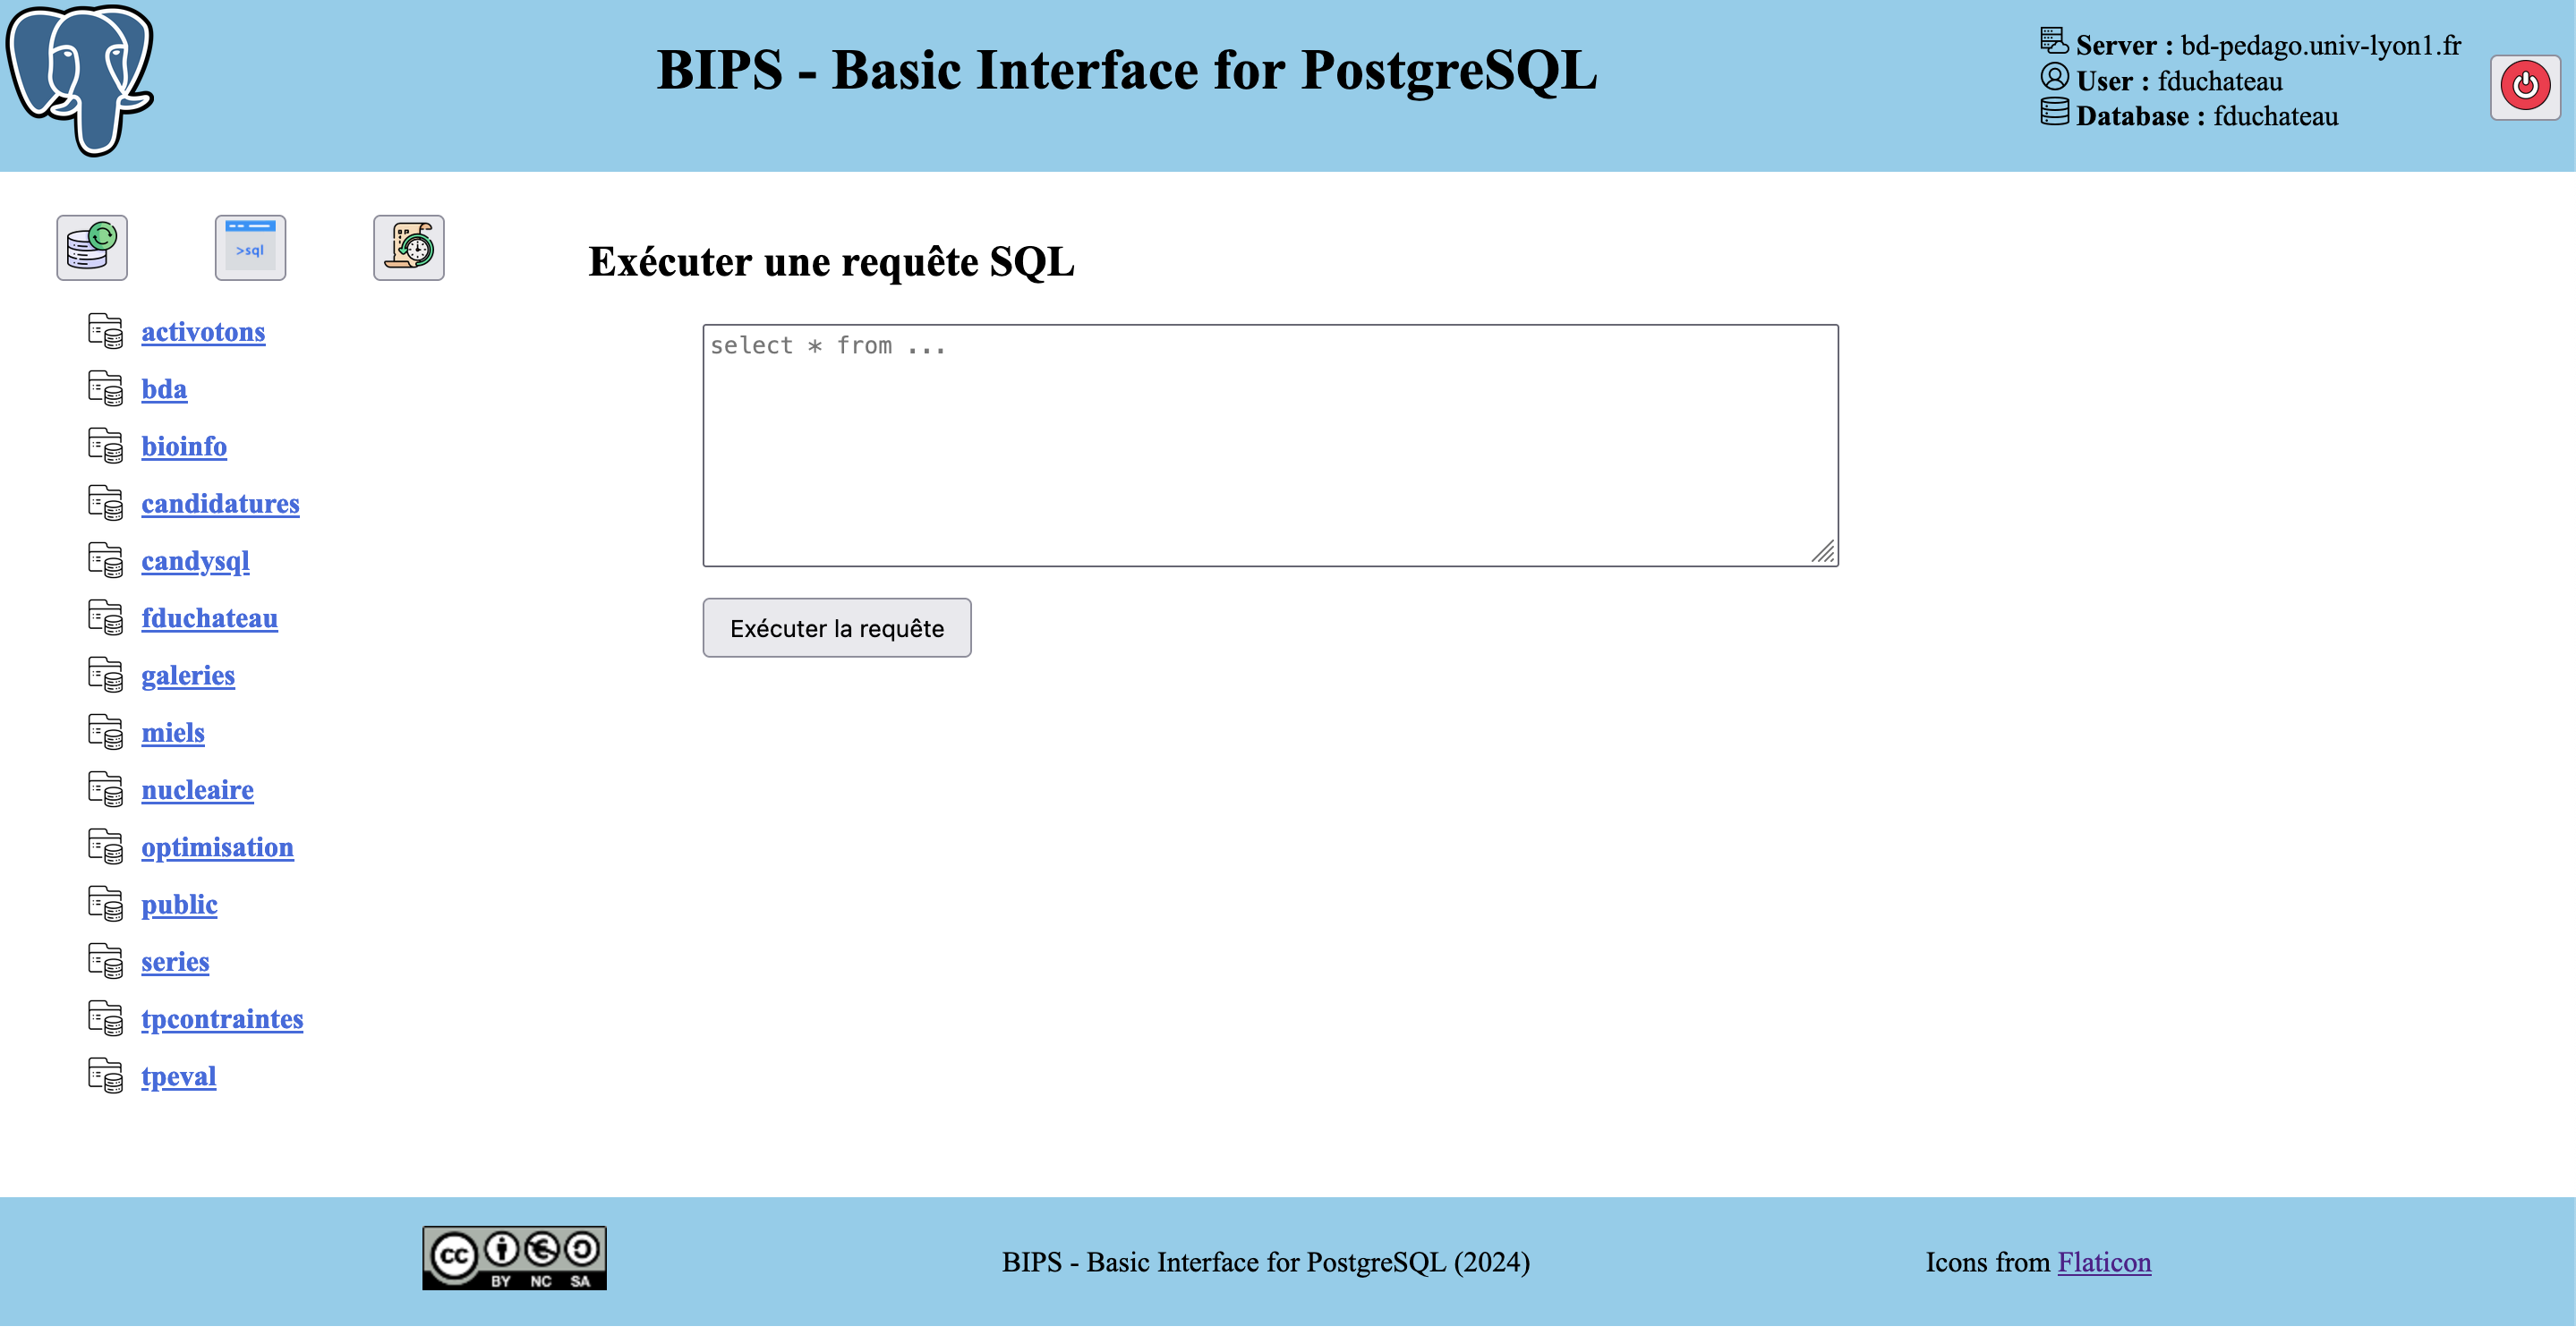 BIPS - Basic Interface for PostgreSQL
Server : bd-pedago.univ-lyon1.fr
User : fduchateau
Database : fduchateau
>sql
activotons
bda
bioinfo
candidatures
candysql
fduchateau
galeries
miels
nucleaire
optimisation
public
series
tpcontraintes
tpeval
Exécuter une requête SQL
select * from ...
Exécuter la requête
cc
BY NC SA
BIPS - Basic Interface for PostgreSQL (2024)
Icons from Flaticon